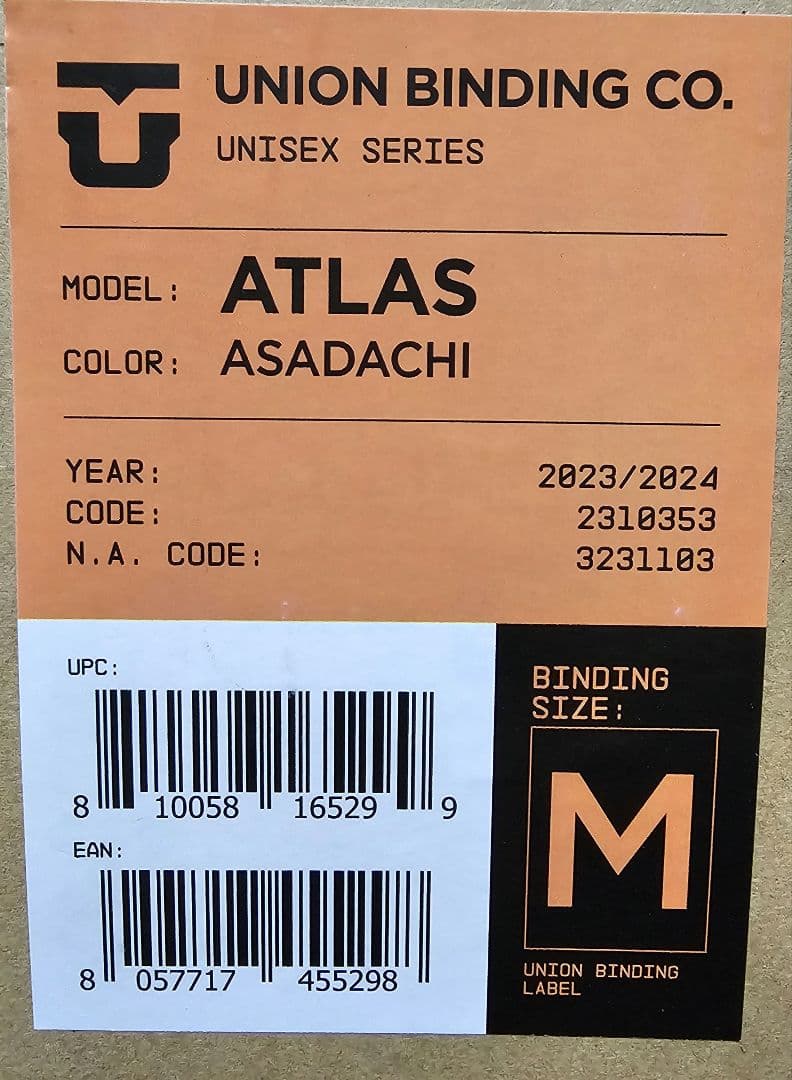 UNION BINDING CO.
UNISEX SERIES
MODEL: ATLAS
COLOR: ASADACHI
YEAR: 2023/2024
CODE: 2310353
N.A. CODE: 3231103
UPC:
8 10058 16529 9
EAN:
8 057717 455298
BINDING
SIZE:
M
UNION BINDING
LABEL